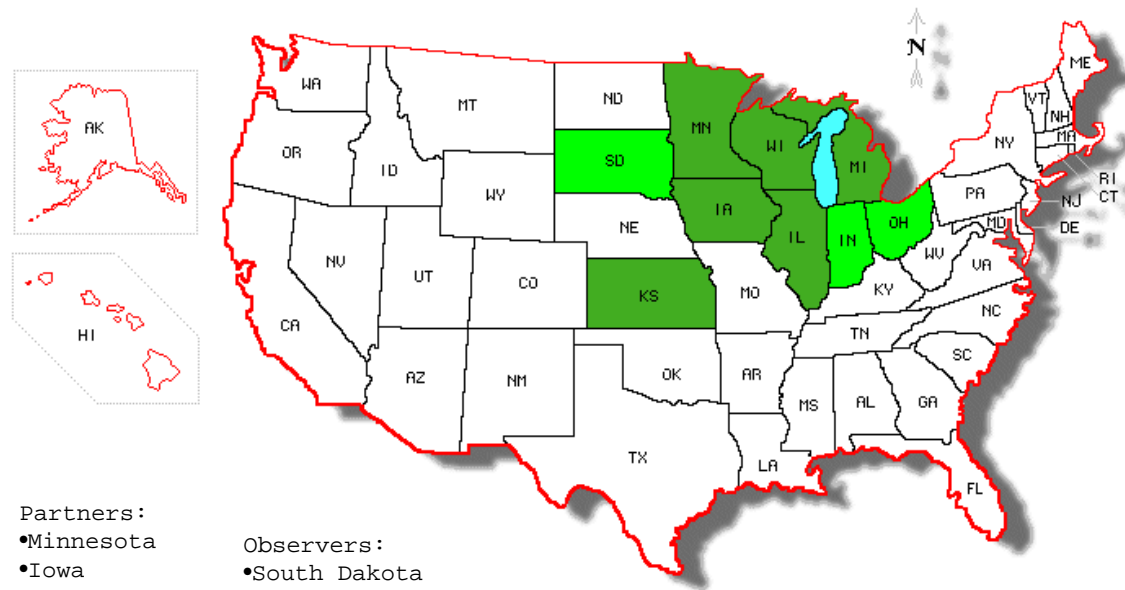 N
ME
WA
MT
ND
VT
NH
AK
MN
MA
OR
ID
SD
WI
NY
MI
RI
WY
PA
CT
NJ
IA
NE
IL
IN
OH
MD
DE
NV
UT
CO
WV
VA
KS
MO
KY
CA
HI
NC
TN
SC
AZ
NM
OK
AR
MS
AL
GA
TX
LA
FL
Partners:
•Minnesota
•Iowa
Observers:
•South Dakota